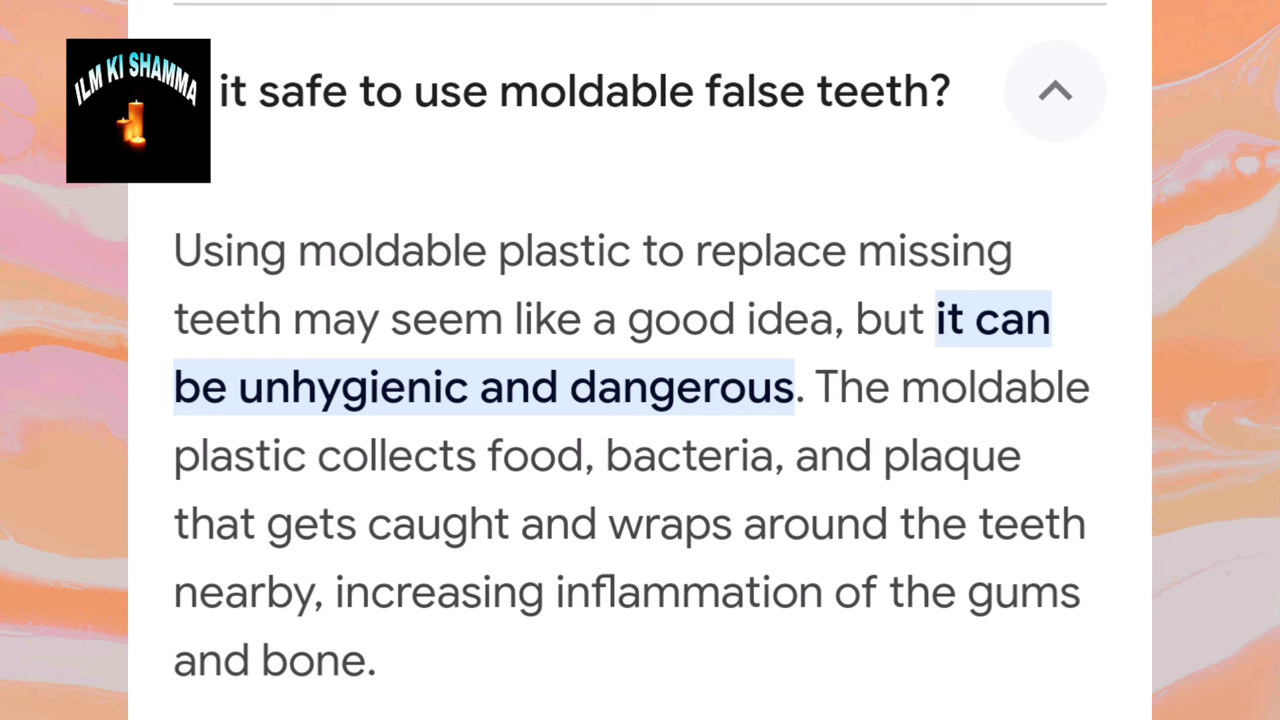 ILM KI SHAMMA
it safe to use moldable false teeth?
Using moldable plastic to replace missing
teeth may seem like a good idea, but it can
be unhygienic and dangerous. The moldable
plastic collects food, bacteria, and plaque
that gets caught and wraps around the teeth
nearby, increasing inflammation of the gums
and bone.